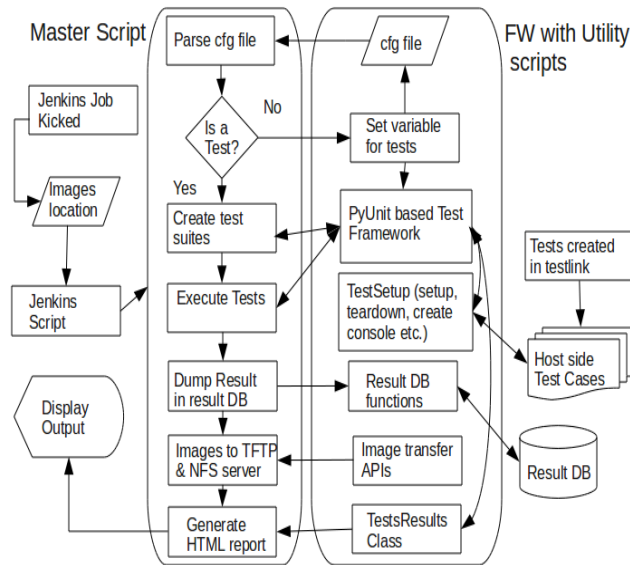 Master Script
FW with Utility
scripts
Parse cfg file
cfg file
Jenkins Job
Kicked
No
Is a
Test?
Set variable
for tests
Images
location
Yes
Create test
suites
PyUnit based Test
Framework
Tests created
in testlink
Jenkins
Script
Execute Tests
TestSetup (setup,
teardown, create
console etc.)
Host side
Test Cases
Display
Output
Dump Result
in result DB
Result DB
functions
Images to TFTP
& NFS server
Image transfer
APIs
Result DB
Generate
HTML report
TestsResults
Class